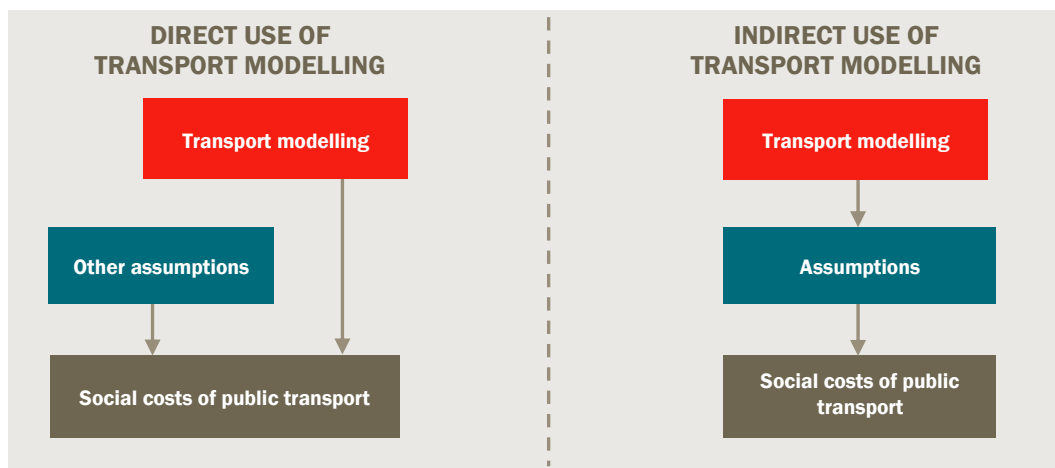 DIRECT USE OF
TRANSPORT MODELLING
Transport modelling
Other assumptions
Social costs of public transport
INDIRECT USE OF
TRANSPORT MODELLING
Transport modelling
Assumptions
Social costs of public
transport